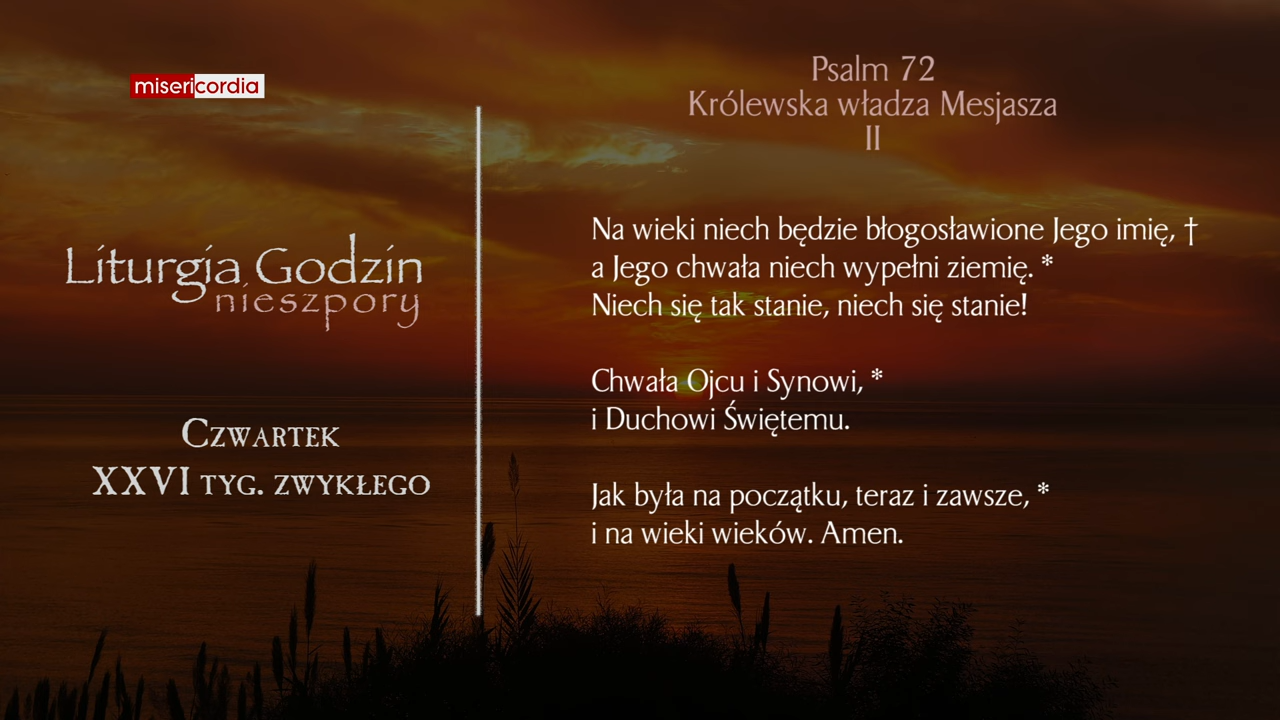 misericordia
Liturgia Godzin
nieszpory
Czwartek
XXVI tyg. zwykłego
Psalm 72
Królewska władza Mesjasza
II
Na wieki niech będzie błogosławione Jego imię, †
a Jego chwała niech wypełni ziemię. *
Niech się tak stanie, niech się stanie!
Chwała Ojcu i Synowi, *
i Duchowi Świętemu.
Jak była na początku, teraz i zawsze, *
i na wieki wieków. Amen.